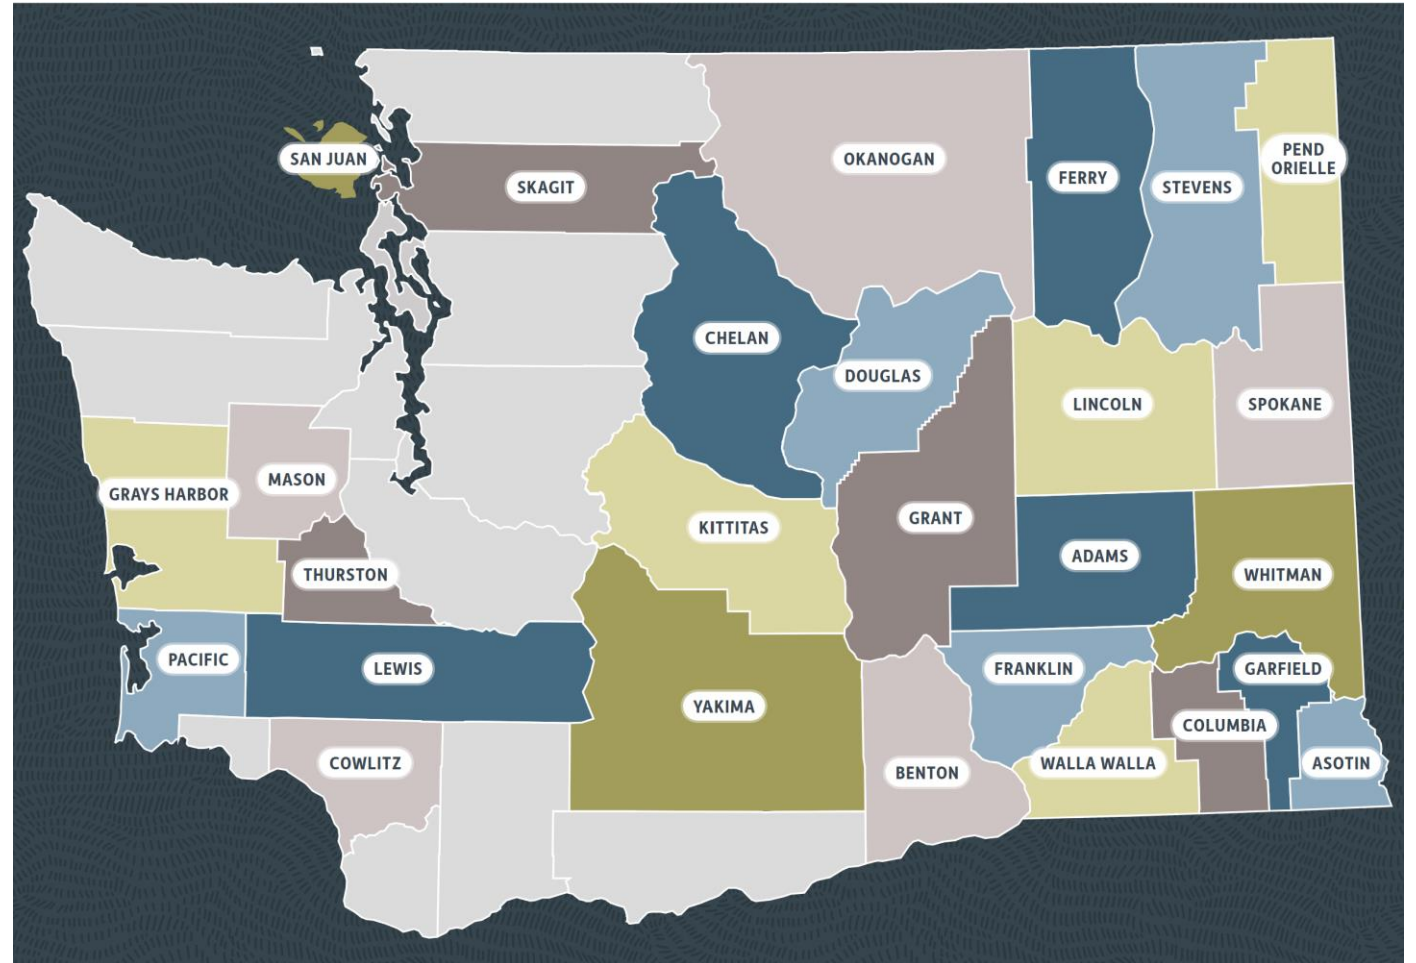 SAN JUAN
SKAGIT
OKANOGAN
FERRY
STEVENS
PEND
ORIELLE
CHELAN
DOUGLAS
LINCOLN
SPOKANE
MASON
GRAYS HARBOR
KITTITAS
GRANT
ADAMS
WHITMAN
THURSTON
PACIFIC
LEWIS
YAKIMA
FRANKLIN
GARFIELD
COLUMBIA
COWLITZ
BENTON
WALLA WALLA
ASOTIN